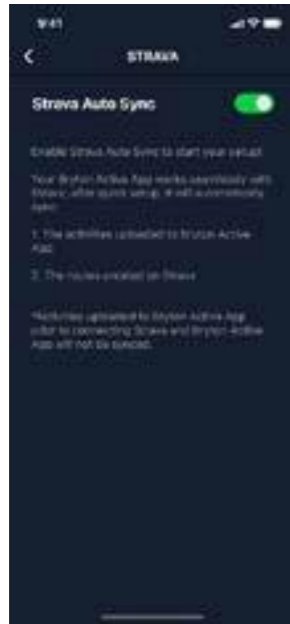 9:41
STRAVA
Strava Auto Sync
Enable Strava Auto Sync to start your setup!
Your Bryton Active App works seamlessly with
Strava, after quick setup, it will automatically
sync:
1. The activities uploaded to Bryton Active
App
2. The routes created on Strava
*Activities uploaded to Bryton Active App
prior to connecting Strava and Bryton Active
App will not be synced.